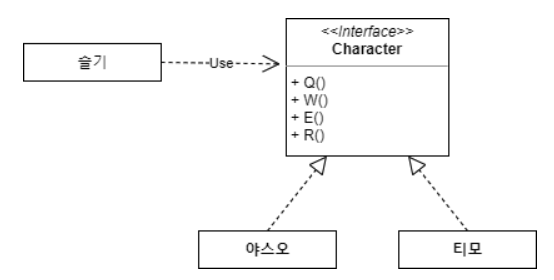 슬기
Use
<<Interface>>
Character
+ Q()
+ W()
+ E()
+ R()
야스오
티모